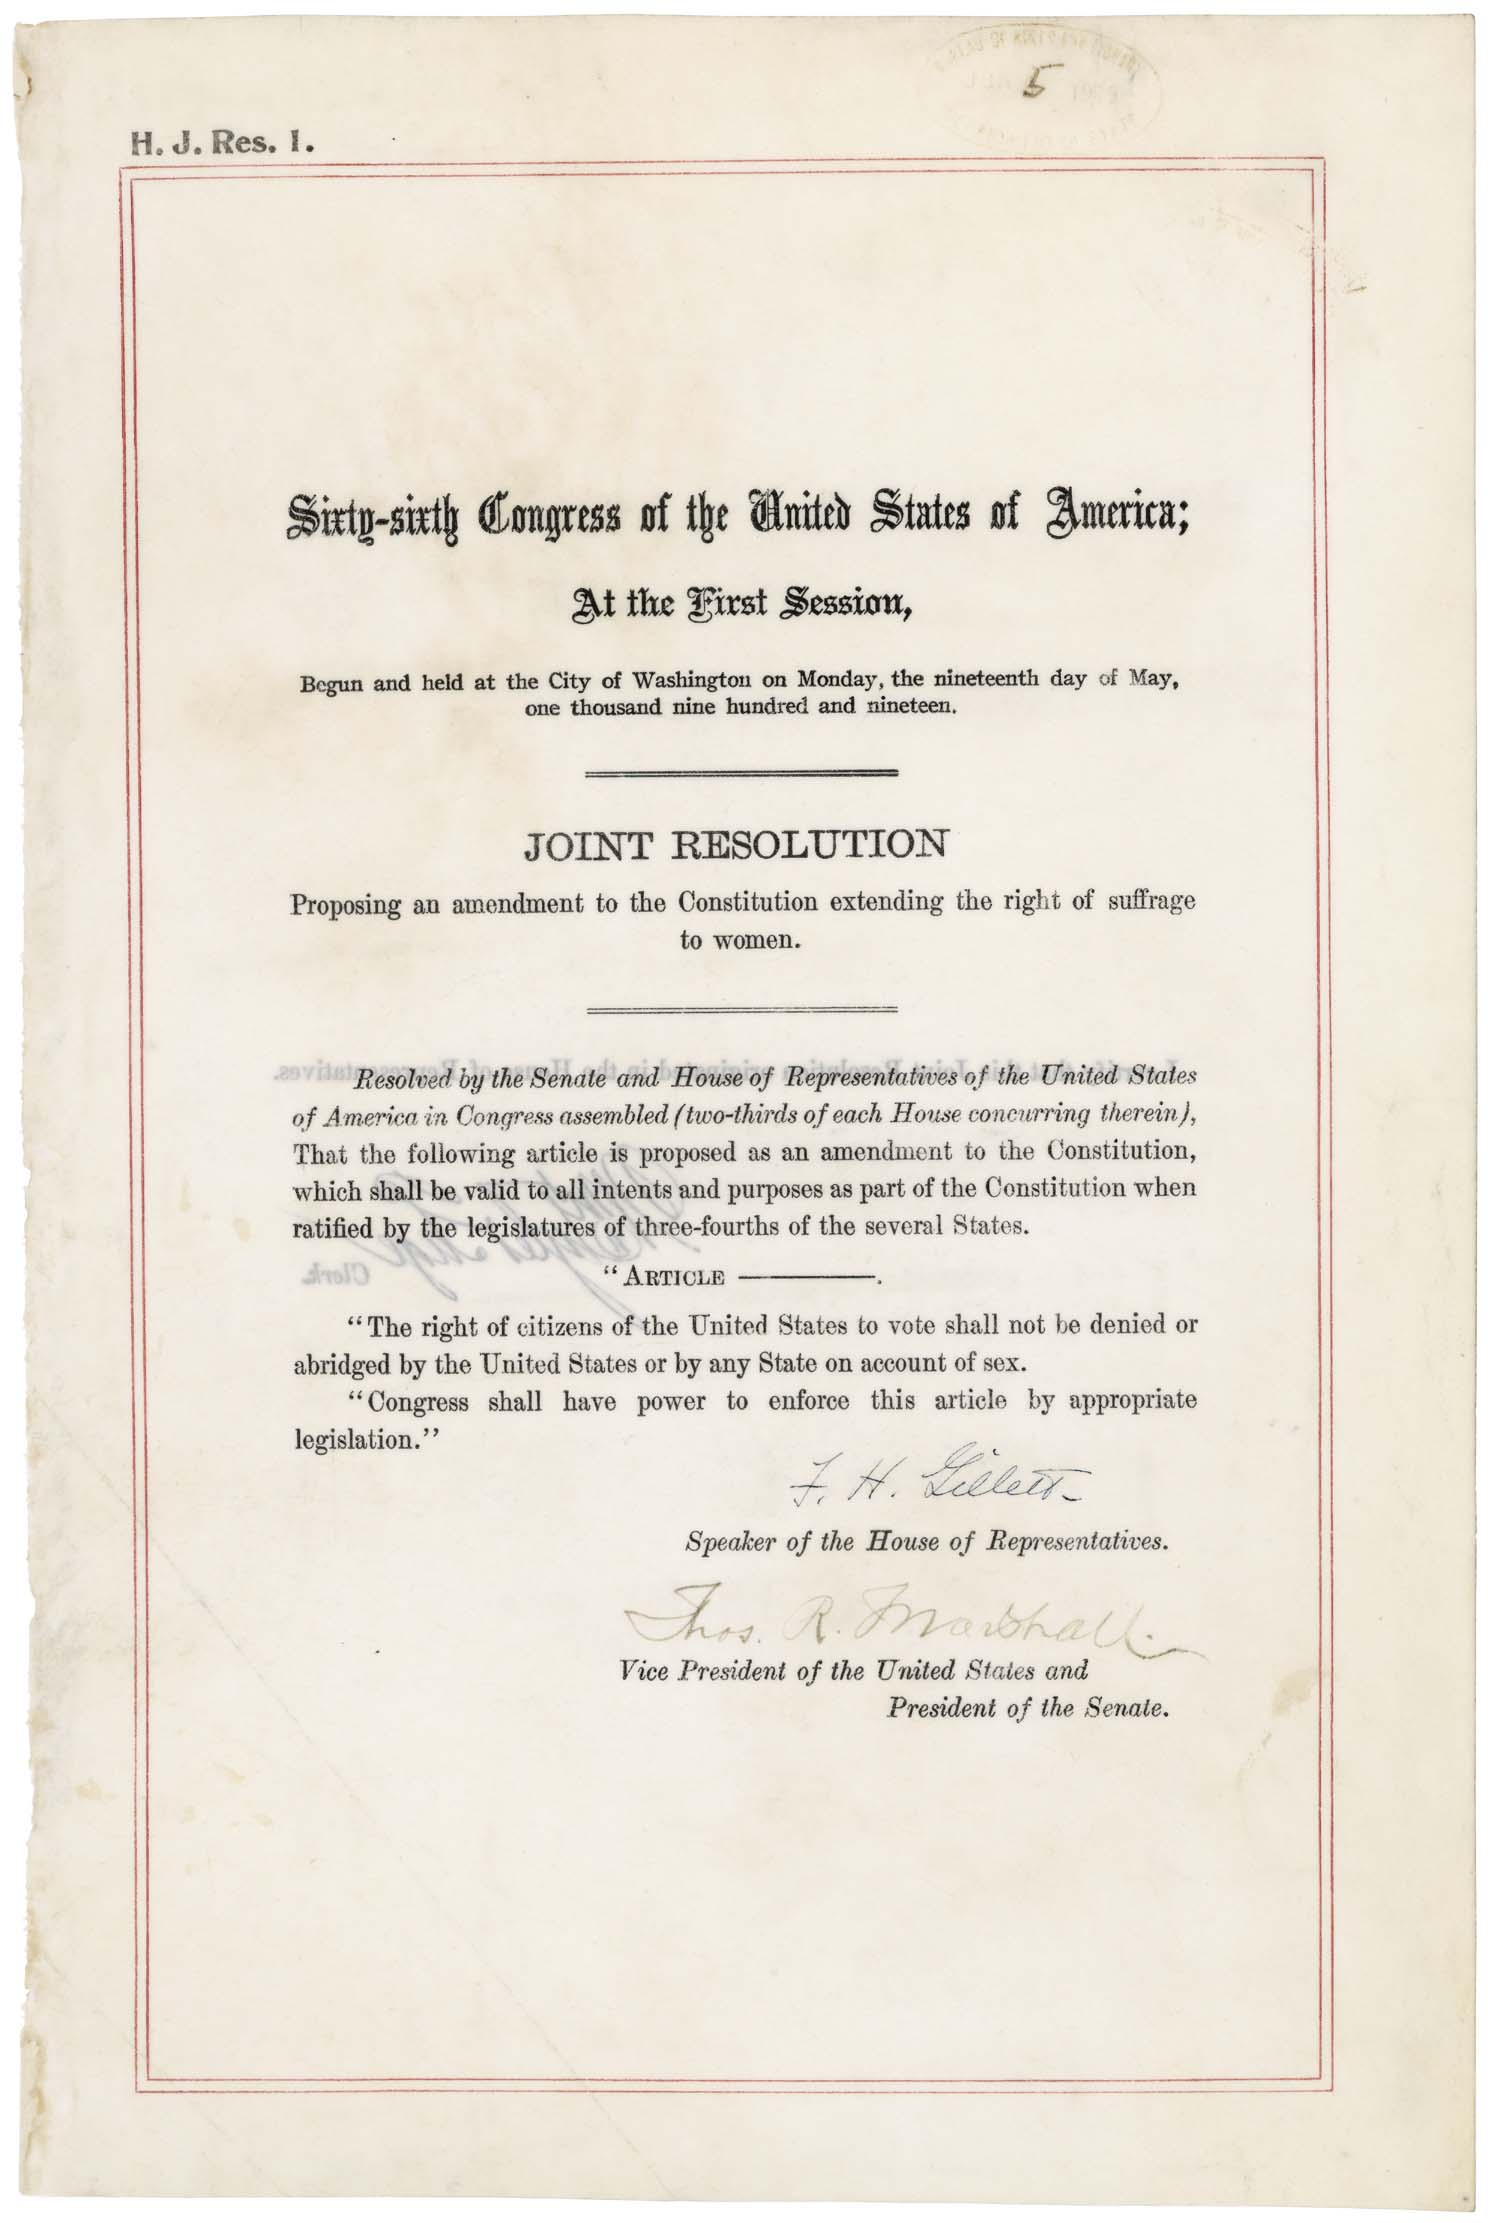 5
H. J. Res. 1.
Sixty-sixth Congress of the United States of America;
At the First Session,
Begun and held at the City of Washington on Monday, the nineteenth day of May,
one thousand nine hundred and nineteen.
JOINT RESOLUTION
Proposing an amendment to the Constitution extending the right of suffrage
to women.
Resolved by the Senate and House of Representatives of the United States
of America in Congress assembled (two-thirds of each House concurring therein),
That the following article is proposed as an amendment to the Constitution,
which shall be valid to all intents and purposes as part of the Constitution when
ratified by the legislatures of three-fourths of the several States.
Clerk.
“ARTICLE ————.
“The right of citizens of the United States to vote shall not be denied or
abridged by the United States or by any State on account of sex.
“Congress shall have power to enforce this article by appropriate
legislation.”
F. H. Gillett
Speaker of the House of Representatives.
Thos. R. Marshall.
Vice President of the United States and
President of the Senate.